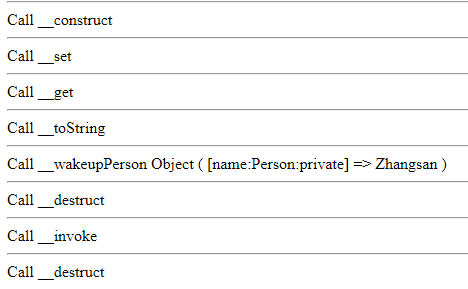 Call __construct
Call __set
Call __get
Call __toString
Call __wakeupPerson Object ( [name:Person:private] => Zhangsan )
Call __destruct
Call __invoke
Call __destruct